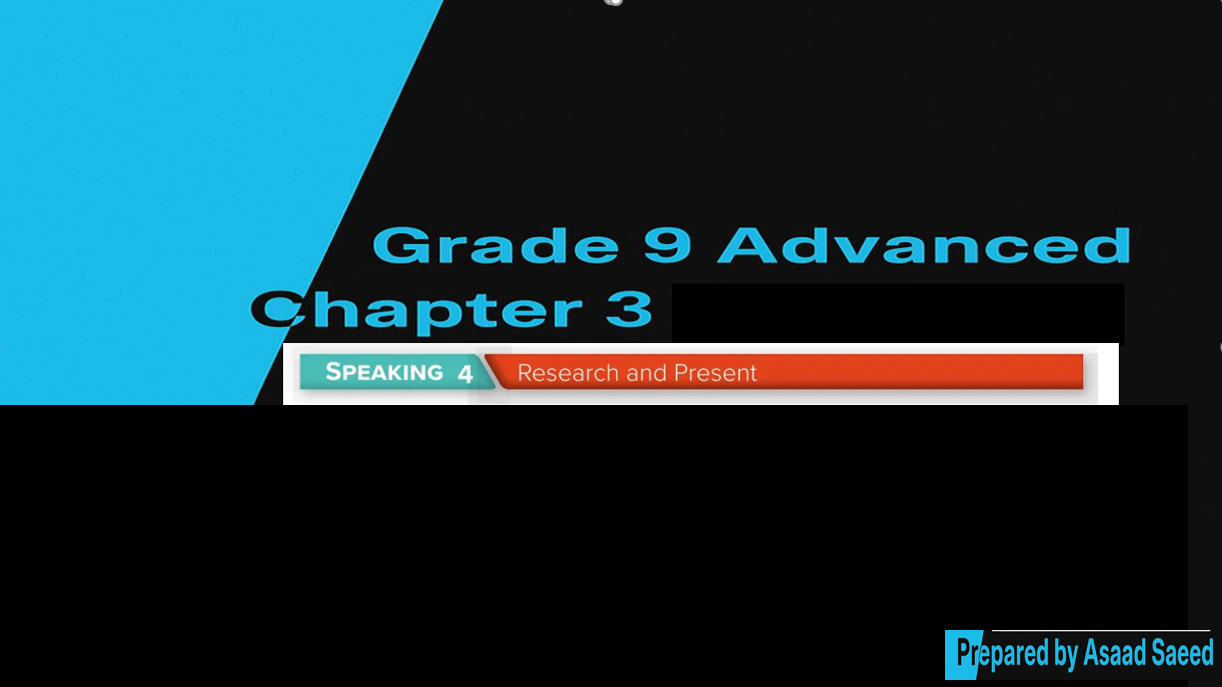 Grade 9 Advanced
Chapter 3
SPEAKING 4 Research and Present
Prepared by Asaad Saeed